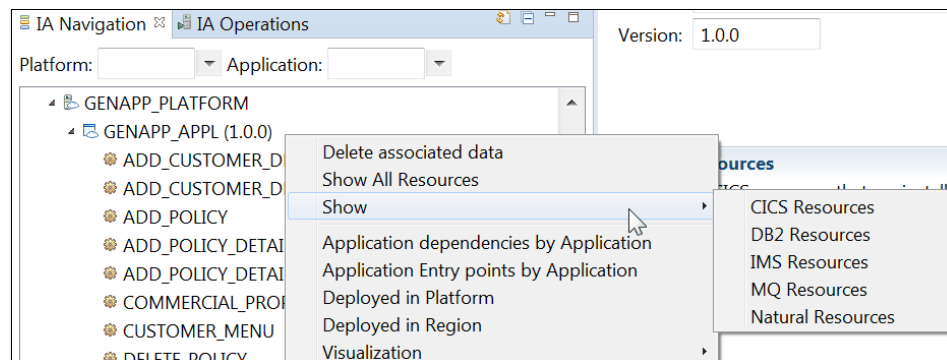 IA Navigation IA Operations
Version: 1.0.0
Platform: Application:
GENAPP_PLATFORM
GENAPP_APPL (1.0.0)
ADD_CUSTOMER_D
ADD_CUSTOMER_D
ADD_POLICY
ADD_POLICY_DETAI
ADD_POLICY_DETAI
COMMERCIAL_PROP
CUSTOMER_MENU
DELETE_POLICY
Delete associated data
Show All Resources
Show
Application dependencies by Application
Application Entry points by Application
Deployed in Platform
Deployed in Region
Visualization
ources
CICS Resources
DB2 Resources
IMS Resources
MQ Resources
Natural Resources